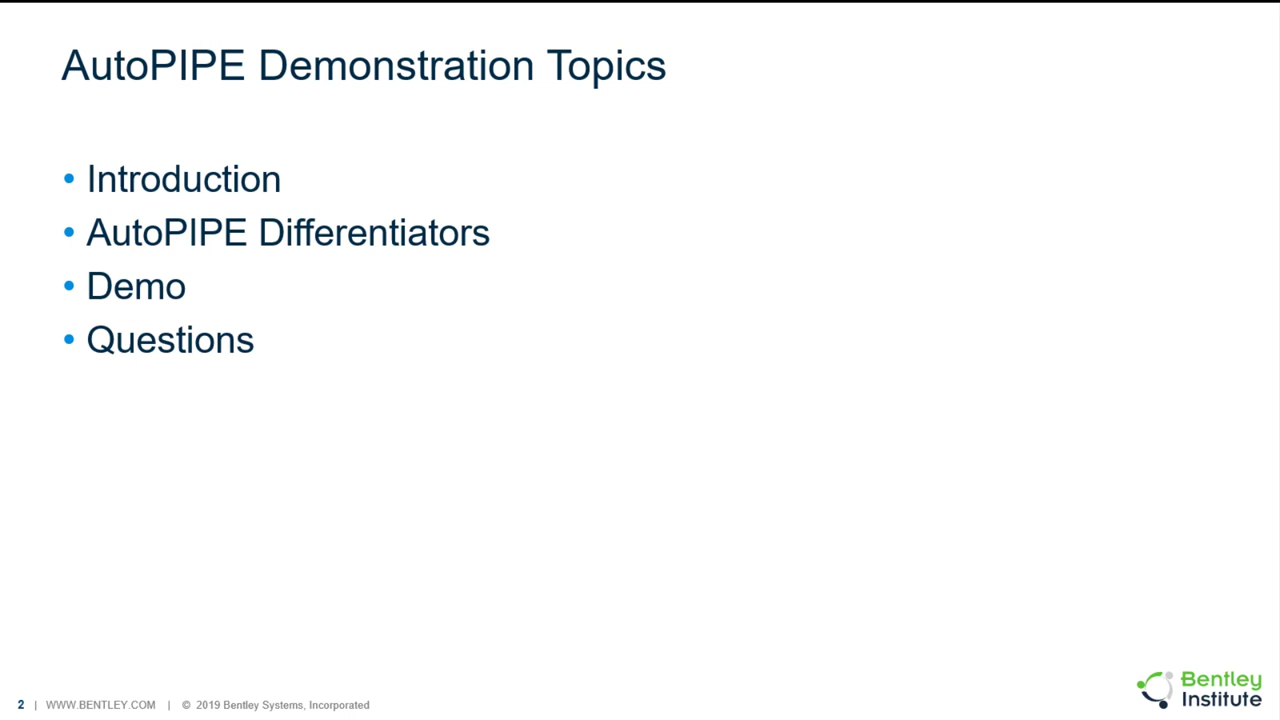 AutoPIPE Demonstration Topics
• Introduction
• AutoPIPE Differentiators
• Demo
• Questions
2 | WWW.BENTLEY.COM | © 2019 Bentley Systems, Incorporated
Bentley
Institute